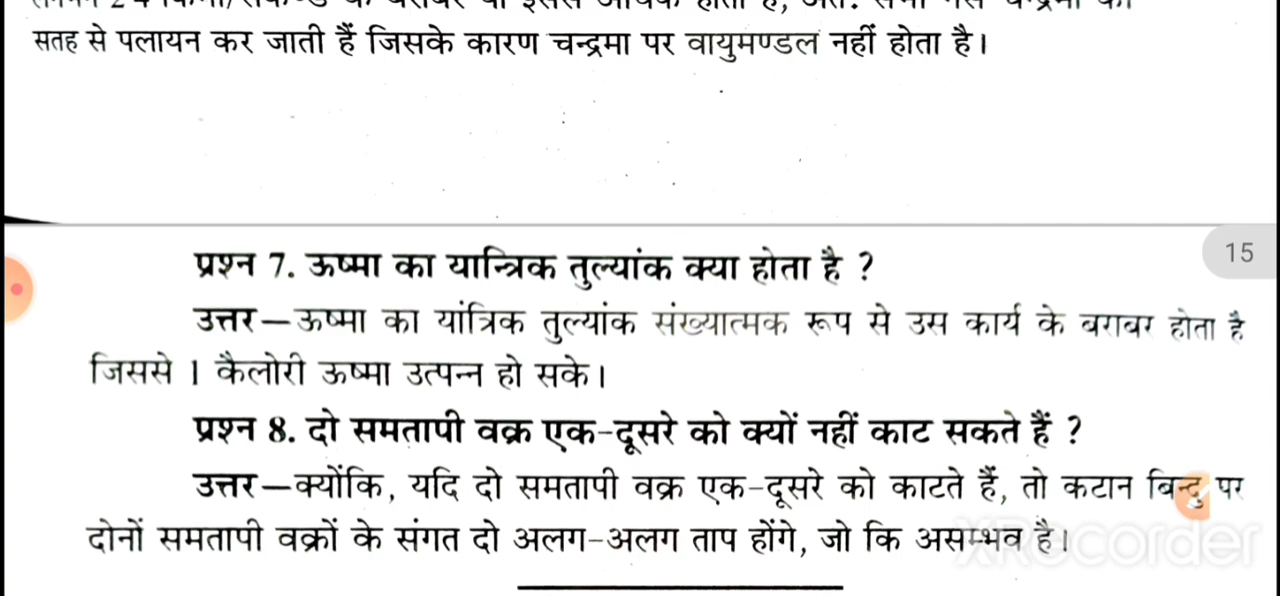 सतह से पलायन कर जाती हैं जिसके कारण चन्द्रमा पर वायुमण्डल नहीं होता है।
15
प्रश्न 7. ऊष्मा का यान्त्रिक तुल्यांक क्या होता है ?
उत्तर—ऊष्मा का यांत्रिक तुल्यांक संख्यात्मक रूप से उस कार्य के बराबर होता है
जिससे 1 कैलोरी ऊष्मा उत्पन्न हो सके।
प्रश्न 8. दो समतापी वक्र एक-दूसरे को क्यों नहीं काट सकते हैं ?
उत्तर—क्योंकि, यदि दो समतापी वक्र एक-दूसरे को काटते हैं, तो कटान बिन्दु पर
दोनों समतापी वक्रों के संगत दो अलग-अलग ताप होंगे, जो कि असम्भव है।
XRecorder